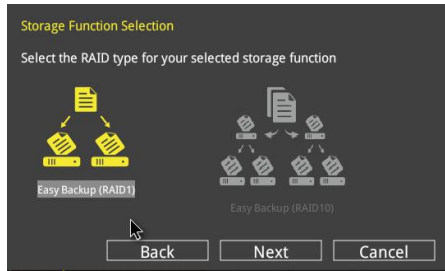 Storage Function Selection
Select the RAID type for your selected storage function
Easy Backup (RAID1)
Easy Backup (RAID10)
Back
Next
Cancel